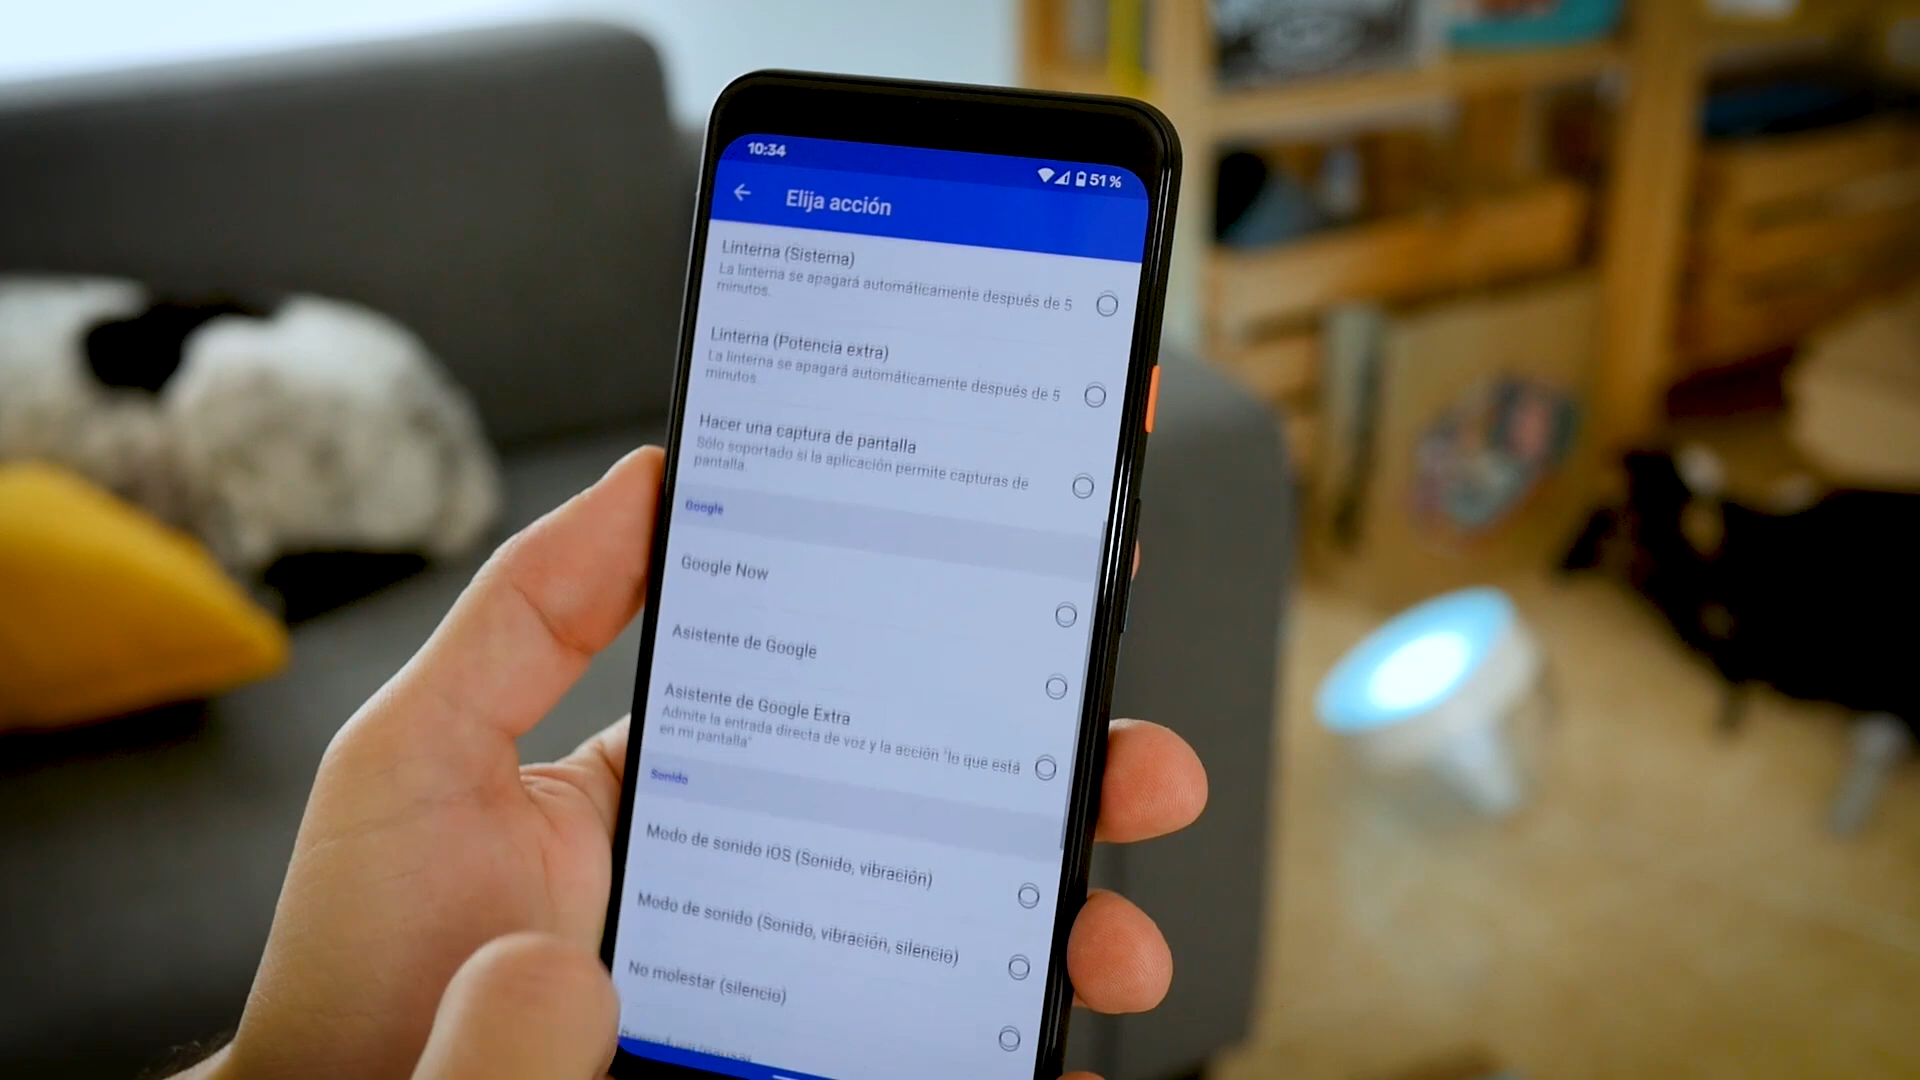 10:34
51 %
Elija acción
Linterna (Sistema)
La linterna se apagará automáticamente después de 5
minutos.
Linterna (Potencia extra)
La linterna se apagará automáticamente después de 5
minutos.
Hacer una captura de pantalla
Sólo soportado si la aplicación permite capturas de
pantalla.
Google
Google Now
Asistente de Google
Asistente de Google Extra
Admite la entrada directa de voz y la acción "lo que está
en mi pantalla"
Sonido
Modo de sonido iOS (Sonido, vibración)
Modo de sonido (Sonido, vibración, silencio)
No molestar (silencio)